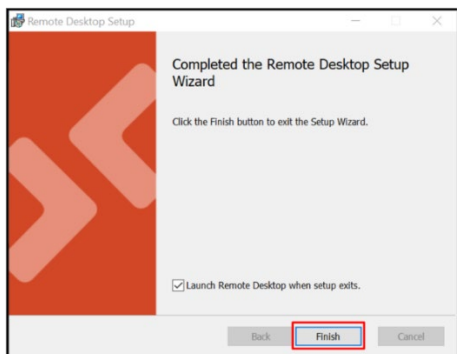 Remote Desktop Setup
Completed the Remote Desktop Setup
Wizard
Click the Finish button to exit the Setup Wizard.
Launch Remote Desktop when setup exits.
Back
Finish
Cancel